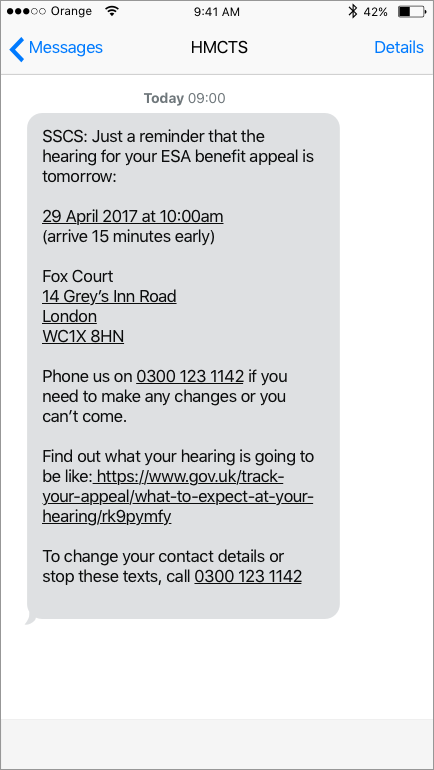 Orange 9:41 AM 42%
Messages HMCTS Details
Today 09:00
SSCS: Just a reminder that the
hearing for your ESA benefit appeal is
tomorrow:
29 April 2017 at 10:00am
(arrive 15 minutes early)
Fox Court
14 Grey’s Inn Road
London
WC1X 8HN
Phone us on 0300 123 1142 if you
need to make any changes or you
can’t come.
Find out what your hearing is going to
be like: https://www.gov.uk/track-
your-appeal/what-to-expect-at-your-
hearing/rk9pymfy
To change your contact details or
stop these texts, call 0300 123 1142